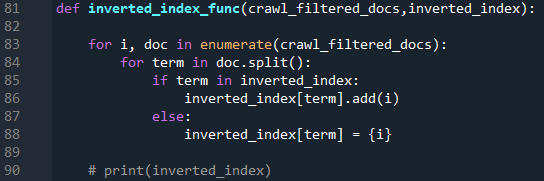 81 def inverted_index_func(crawl_filtered_docs,inverted_index):
82
83     for i, doc in enumerate(crawl_filtered_docs):
84         for term in doc.split():
85             if term in inverted_index:
86                 inverted_index[term].add(i)
87             else:
88                 inverted_index[term] = {i}
89
90     # print(inverted_index)